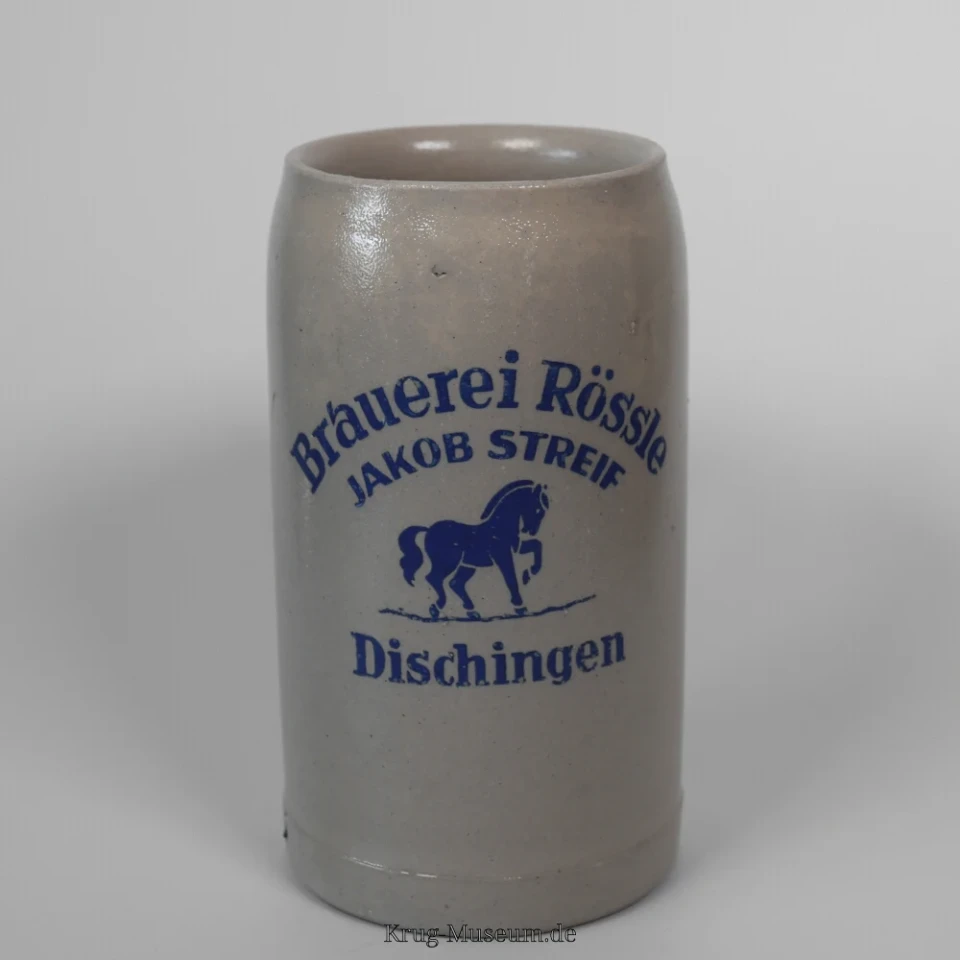 Brauerei Rössle
JAKOB STREIF
Dischingen
Krug-Museum.de